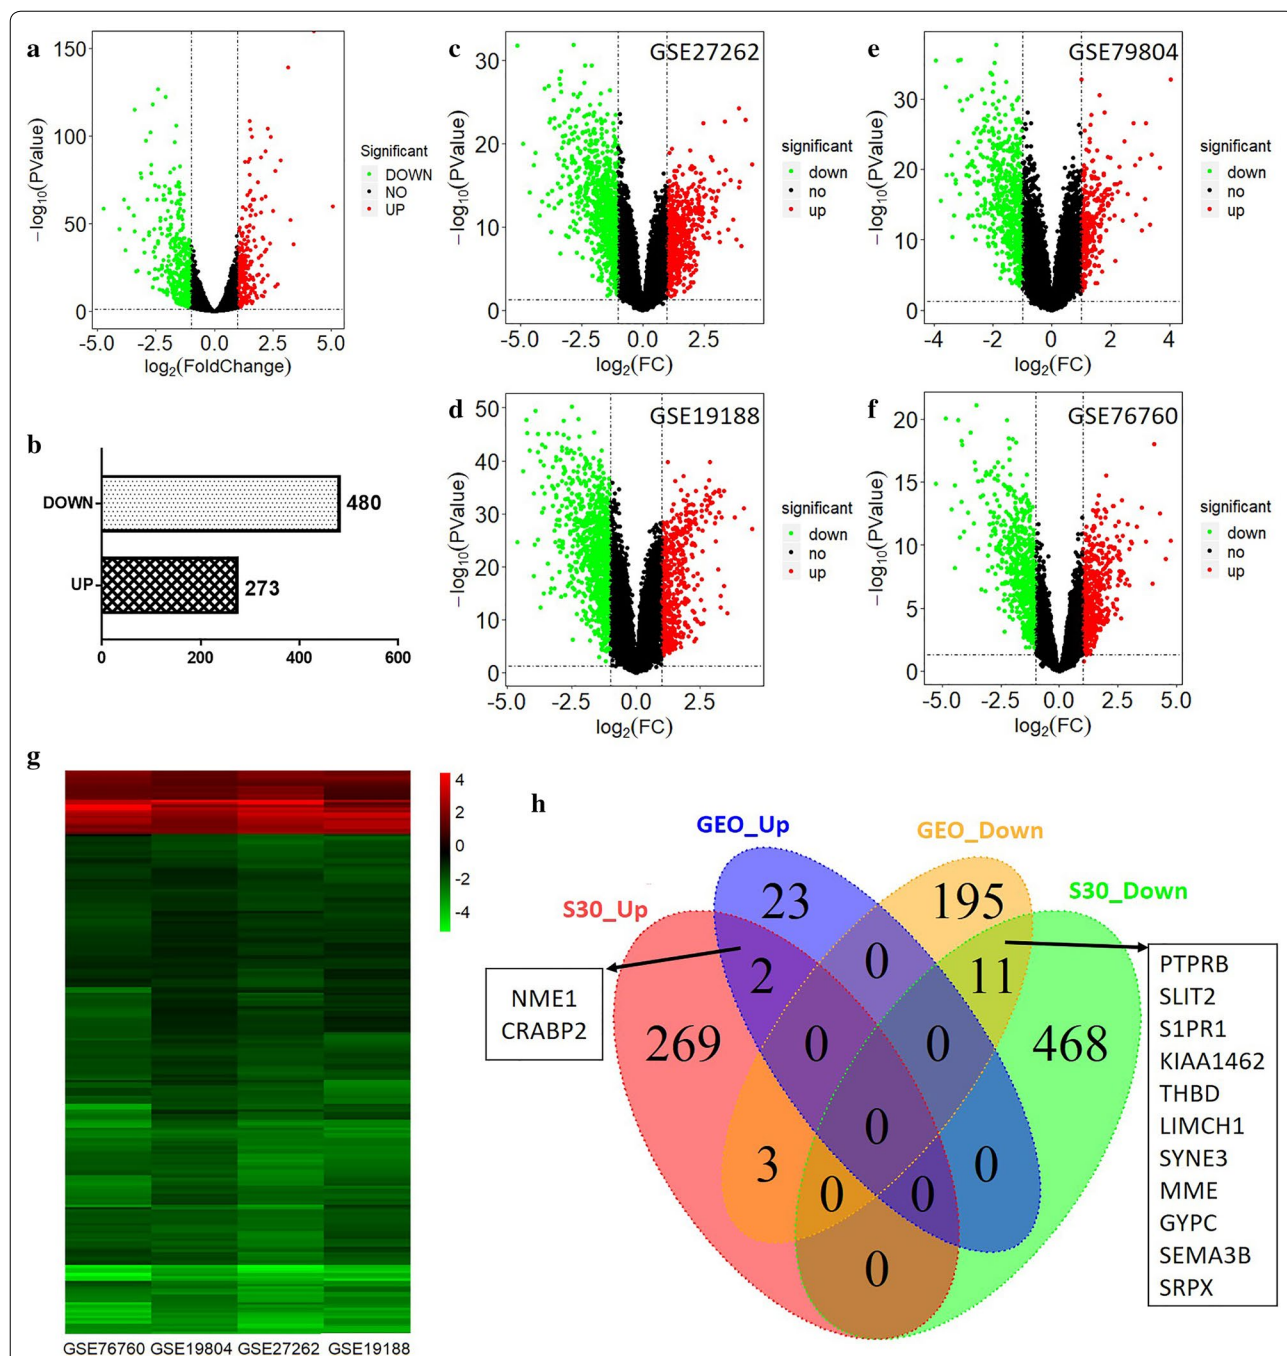 a
150
100
50
0
−log10(PValue)
-5.0 -2.5 0.0 2.5 5.0
log2(FoldChange)
Significant
DOWN
NO
UP
b
DOWN
480
UP
273
0 200 400 600
c
GSE27262
30
20
10
0
−log10(PValue)
-5.0 -2.5 0.0 2.5
log2(FC)
significant
down
no
up
d
GSE19188
50
40
30
20
10
0
−log10(PValue)
-5.0 -2.5 0.0 2.5
log2(FC)
significant
down
no
up
e
GSE79804
30
20
10
0
−log10(PValue)
-4 -2 0 2 4
log2(FC)
significant
down
no
up
f
GSE76760
20
15
10
5
0
−log10(PValue)
-5.0 -2.5 0.0 2.5 5.0
log2(FC)
significant
down
no
up
g
4
2
0
-2
-4
GSE76760 GSE19804 GSE27262 GSE19188
h
GEO_Up
GEO_Down
S30_Up
S30_Down
23
195
2
0
11
269
0
0
468
0
3
0
0
0
0
NME1
CRABP2
PTPRB
SLIT2
S1PR1
KIAA1462
THBD
LIMCH1
SYNE3
MME
GYPC
SEMA3B
SRPX